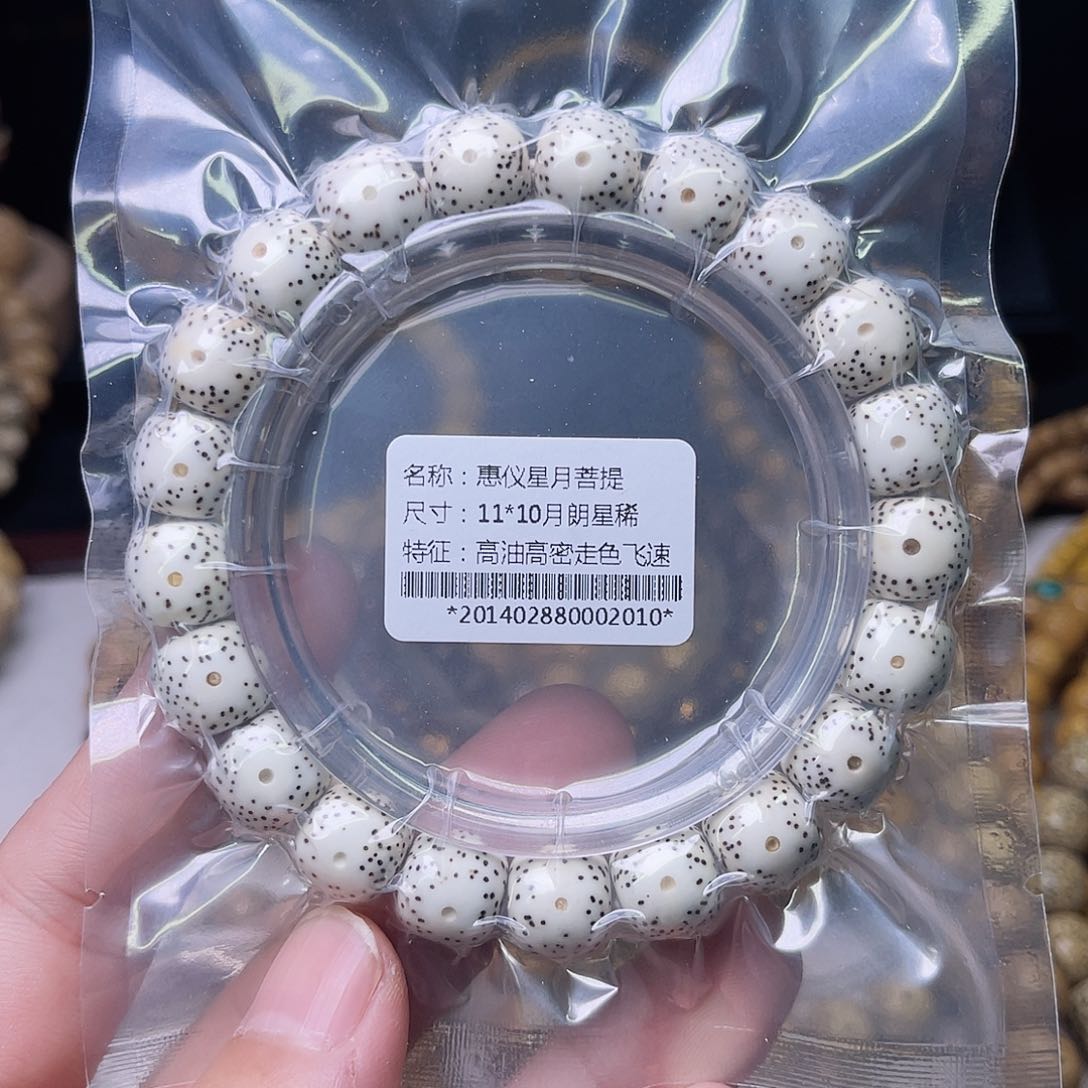 名称：惠仪星月菩提
尺寸：11*10月朗星稀
特征：高油高密走色飞速
*201402880002010*